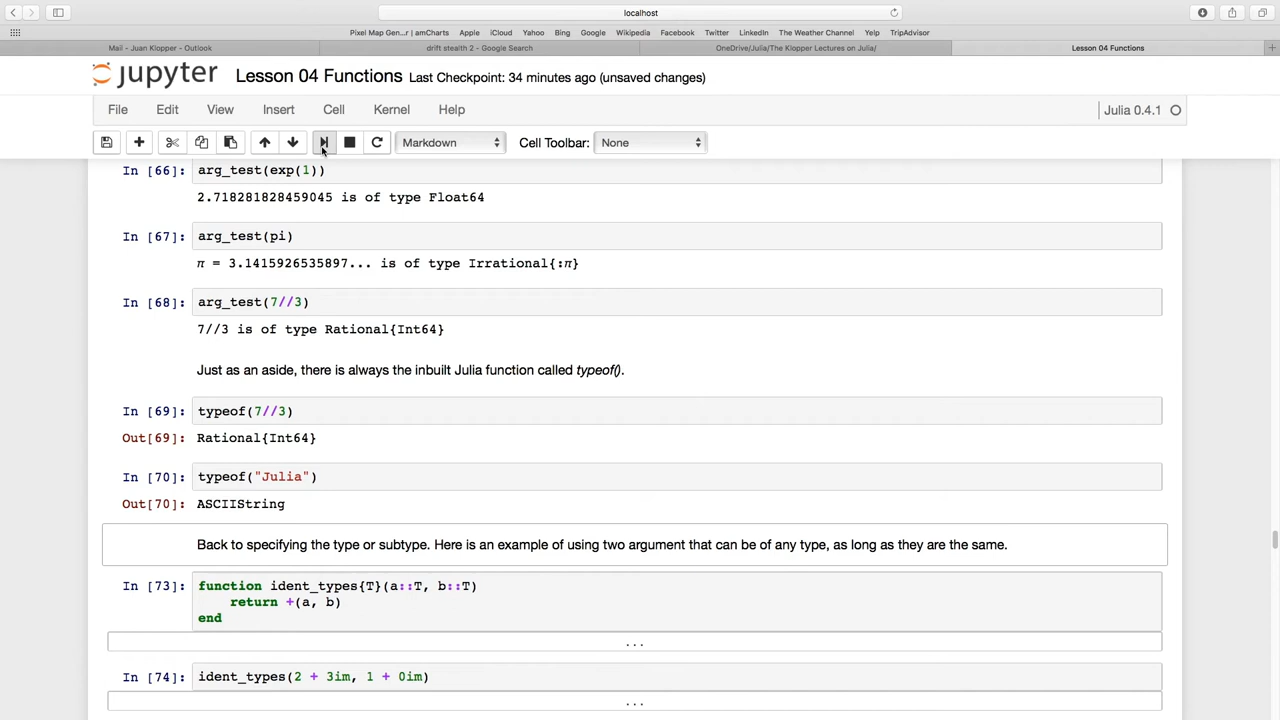 localhost
Pixel Map Gen...r | amCharts Apple iCloud Yahoo Bing Google Wikipedia Facebook Twitter LinkedIn The Weather Channel Yelp TripAdvisor
Mail - Juan Klopper - Outlook drift stealth 2 - Google Search OneDrive/Julia/The Klopper Lectures on Julia/ Lesson 04 Functions
jupyter Lesson 04 Functions Last Checkpoint: 34 minutes ago (unsaved changes)
File Edit View Insert Cell Kernel Help Julia 0.4.1
Markdown Cell Toolbar: None
In [66]: arg_test(exp(1))
2.718281828459045 is of type Float64
In [67]: arg_test(pi)
π = 3.1415926535897... is of type Irrational{:π}
In [68]: arg_test(7//3)
7//3 is of type Rational{Int64}
Just as an aside, there is always the inbuilt Julia function called typeof().
In [69]: typeof(7//3)
Out[69]: Rational{Int64}
In [70]: typeof("Julia")
Out[70]: ASCIIString
Back to specifying the type or subtype. Here is an example of using two argument that can be of any type, as long as they are the same.
In [73]: function ident_types{T}(a::T, b::T)
return +(a, b)
end
...
In [74]: ident_types(2 + 3im, 1 + 0im)
...